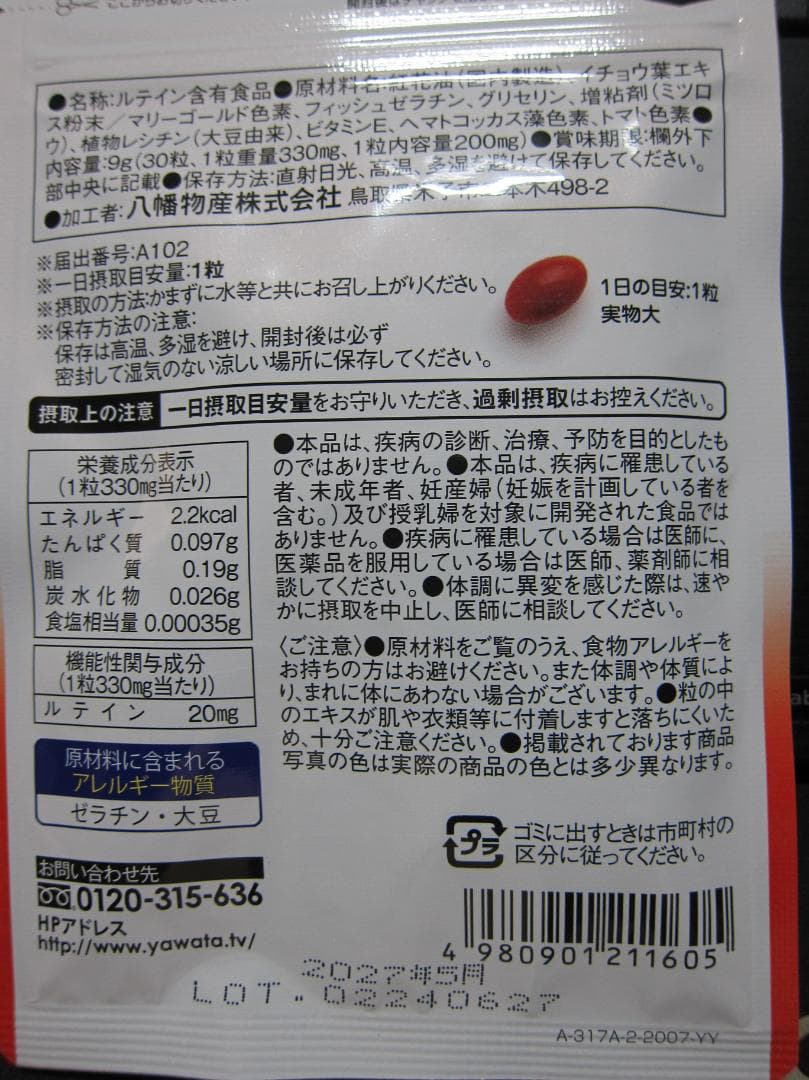 ここからお切りください
●名称:ルテイン含有食品●原材料名:紅花油(国内製造)、イチョウ葉エキ
ス粉末/マリーゴールド色素、フィッシュゼラチン、グリセリン、増粘剤(ミツロ
ウ)、植物レシチン(大豆由来)、ビタミンE、ヘマトコッカス藻色素、トマト色素●
内容量:9g(30粒、1粒重量330mg、1粒内容量200mg)●賞味期限:欄外下
部中央に記載●保存方法:直射日光、高温、多湿を避けて保存してください。
●加工者:八幡物産株式会社 鳥取県米子市 本木498-2
※届出番号:A102
※一日摂取目安量:1粒
※摂取の方法:かまずに水等と共にお召し上がりください。
※保存方法の注意:
保存は高温、多湿を避け、開封後は必ず
密封して湿気のない涼しい場所に保存してください。
1日の目安:1粒
実物大
摂取上の注意 一日摂取目安量をお守りいただき、過剰摂取はお控えください。
栄養成分表示
(1粒330mg当たり)
エネルギー 2.2kcal
たんぱく質 0.097g
脂質 0.19g
炭水化物 0.026g
食塩相当量 0.00035g
機能性関与成分
(1粒330mg当たり)
ルテイン 20mg
原材料に含まれる
アレルギー物質
ゼラチン・大豆
●本品は、疾病の診断、治療、予防を目的としたも
のではありません。●本品は、疾病に罹患している
者、未成年者、妊産婦(妊娠を計画している者を
含む。)及び授乳婦を対象に開発された食品では
ありません。●疾病に罹患している場合は医師に、
医薬品を服用している場合は医師、薬剤師に相
談してください。●体調に異変を感じた際は、速や
かに摂取を中止し、医師に相談してください。
〈ご注意〉●原材料をご覧のうえ、食物アレルギーを
お持ちの方はお避けください。また体調や体質によ
り、まれに体にあわない場合がございます。●粒の中
のエキスが肌や衣類等に付着しますと落ちにくいた
め、十分ご注意ください。●掲載されております商品
写真の色は実際の商品の色とは多少異なります。
プラ
ゴミに出すときは市町村の
区分に従ってください。
お問い合わせ先
0120-315-636
HPアドレス
http://www.yawata.tv/
4 980901 211605
2027年5月
LOT. 02240627
A-317A-2-2007-YY